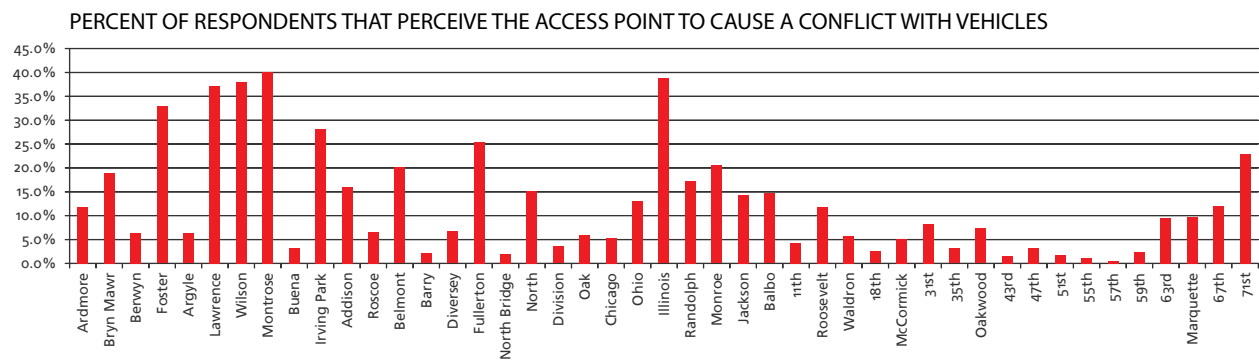 PERCENT OF RESPONDENTS THAT PERCEIVE THE ACCESS POINT TO CAUSE A CONFLICT WITH VEHICLES
45.0%
40.0%
35.0%
30.0%
25.0%
20.0%
15.0%
10.0%
5.0%
0.0%
Ardmore
Bryn Mawr
Berwyn
Foster
Argyle
Lawrence
Wilson
Montrose
Buena
Irving Park
Addison
Roscoe
Belmont
Barry
Diversey
Fullerton
North Bridge
North
Division
Oak
Chicago
Ohio
Illinois
Randolph
Monroe
Jackson
Balbo
11th
Roosevelt
Waldron
18th
McCormick
31st
35th
Oakwood
43rd
47th
51st
55th
57th
59th
63rd
Marquette
67th
71st